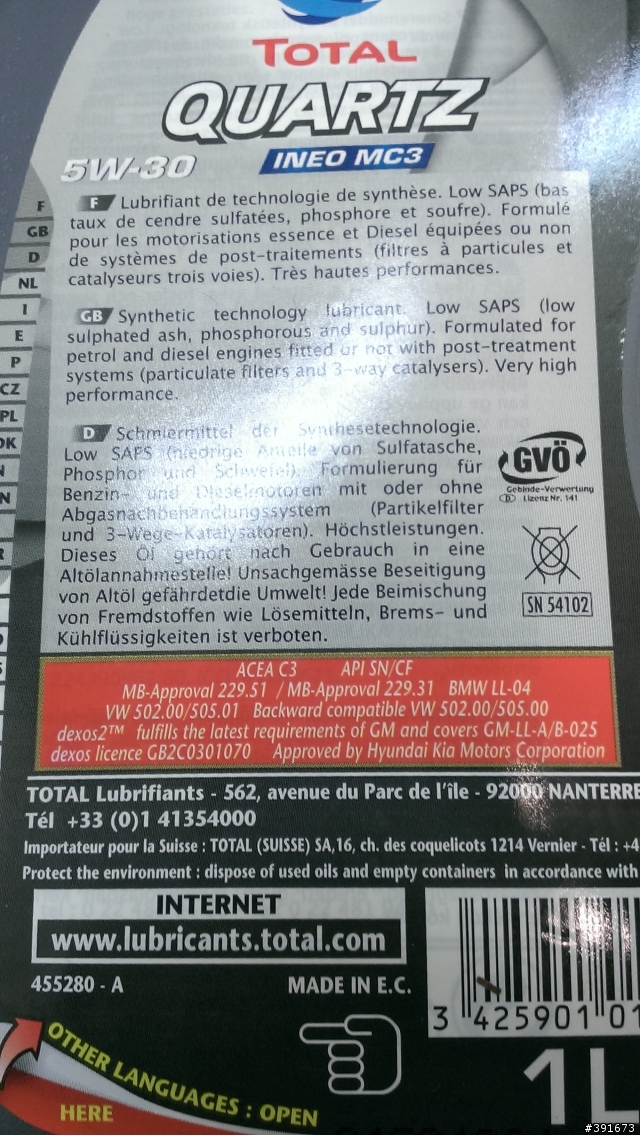 TOTAL
QUARTZ
5W-30 INEO MC3
F Lubrifiant de technologie de synthèse. Low SAPS (bas
taux de cendre sulfatées, phosphore et soufre). Formulé
pour les motorisations essence et Diesel équipées ou non
de systèmes de post-traitements (filtres à particules et
catalyseurs trois voies). Très hautes performances.
GB Synthetic technology lubricant. Low SAPS (low
sulphated ash, phosphorous and sulphur). Formulated for
petrol and diesel engines fitted or not with post-treatment
systems (particulate filters and 3-way catalysers). Very high
performance.
D Schmiermittel der Synthesetechnologie.
Low SAPS (niedrige Anteile von Sulfatasche,
Phosphor und Schwefel). Formulierung für
Benzin- und Dieselmotoren mit oder ohne
Abgasnachbehandlungssystem (Partikelfilter
und 3-Wege-Katalysatoren). Höchstleistungen.
Dieses Öl gehört nach Gebrauch in eine
Altölannahmestelle! Unsachgemässe Beseitigung
von Altöl gefährdetdie Umwelt! Jede Beimischung
von Fremdstoffen wie Lösemitteln, Brems- und
Kühlflüssigkeiten ist verboten.
F
GB
D
NL
I
E
P
CZ
PL
DK
N
GVÖ
Gebinde-Verwertung
D Lizenz Nr. 141
SN 54102
ACEA C3 API SN/CF
MB-Approval 229.51 / MB-Approval 229.31 BMW LL-04
VW 502.00/505.01 Backward compatible VW 502.00/505.00
dexos2™ fulfills the latest requirements of GM and covers GM-LL-A/B-025
dexos licence GB2C0301070 Approved by Hyundai Kia Motors Corporation
TOTAL Lubrifiants - 562, avenue du Parc de l'île - 92000 NANTERRE
Tél +33 (0)1 41354000
Importateur pour la Suisse : TOTAL (SUISSE) SA,16, ch. des coquelicots 1214 Vernier - Tél : +4
Protect the environment : dispose of used oils and empty containers in accordance with
INTERNET
www.lubricants.total.com
455280 - A MADE IN E.C.
3 425901 01
OTHER LANGUAGES : OPEN
HERE
1L
#391673